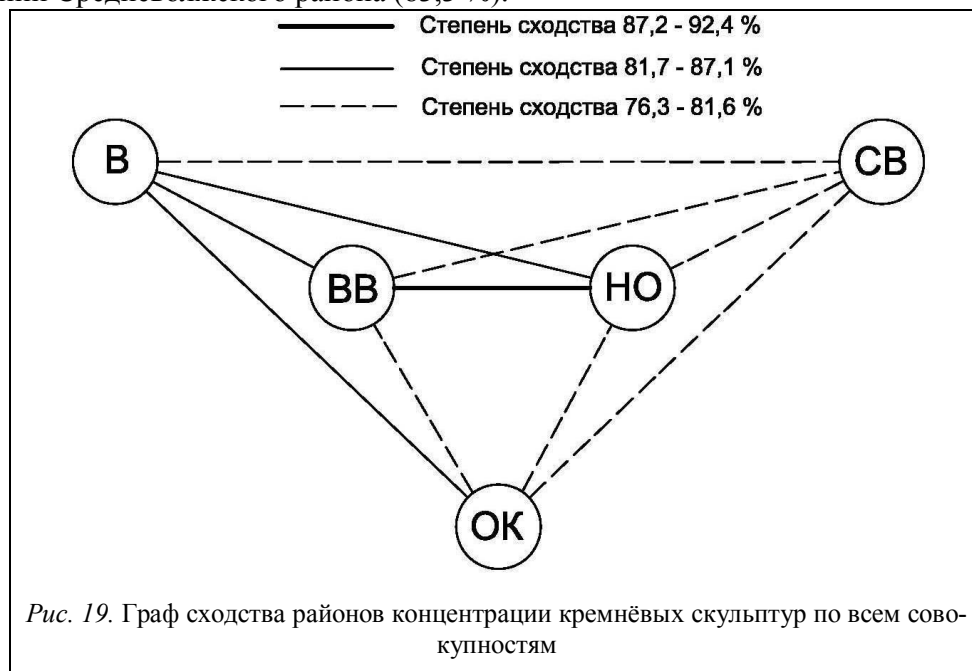 Степень сходства 87,2 - 92,4 %
Степень сходства 81,7 - 87,1 %
Степень сходства 76,3 - 81,6 %
В
СВ
ВВ
НО
ОК
Рис. 19. Граф сходства районов концентрации кремнёвых скульптур по всем сово-
купностям